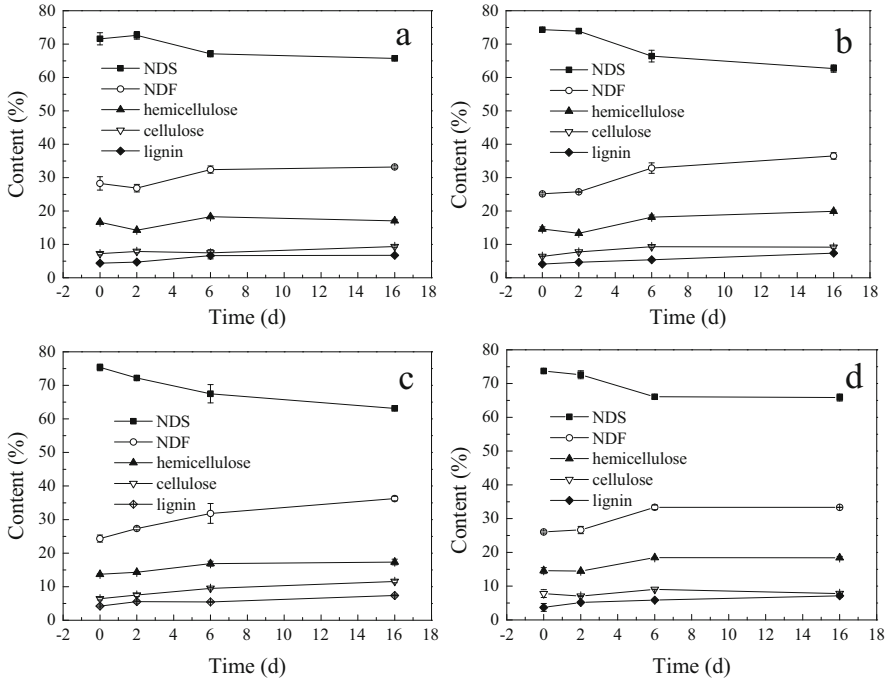 80
70
60
50
40
30
20
10
0
Content (%)
a
NDS
NDF
hemicellulose
cellulose
lignin
-2 0 2 4 6 8 10 12 14 16 18
Time (d)
80
70
60
50
40
30
20
10
0
Content (%)
b
NDS
NDF
hemicellulose
cellulose
lignin
-2 0 2 4 6 8 10 12 14 16 18
Time (d)
80
70
60
50
40
30
20
10
0
Content (%)
c
NDS
NDF
hemicellulose
cellulose
lignin
-2 0 2 4 6 8 10 12 14 16 18
Time (d)
80
70
60
50
40
30
20
10
0
Content (%)
d
NDS
NDF
hemicellulose
cellulose
lignin
-2 0 2 4 6 8 10 12 14 16 18
Time (d)